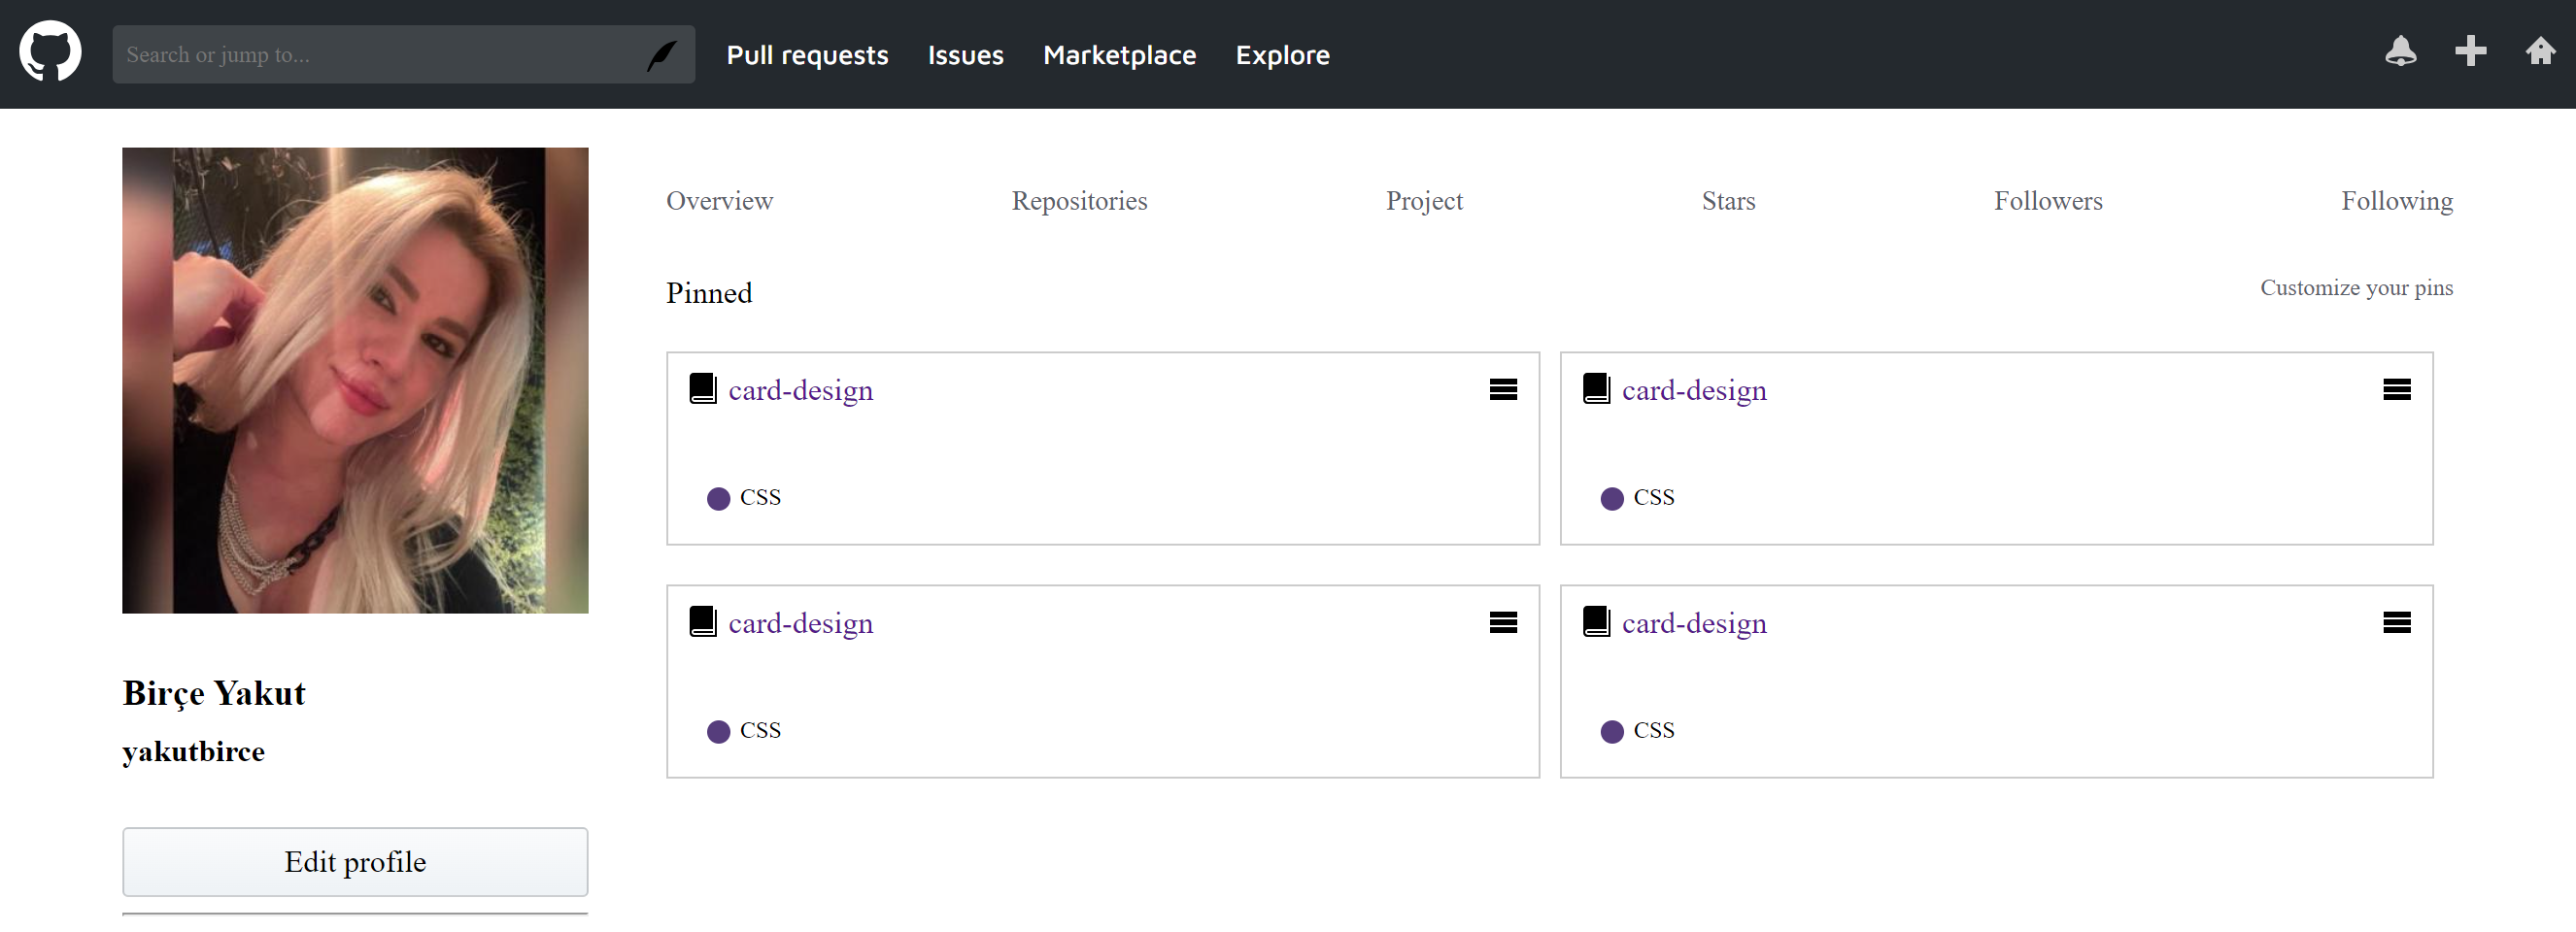 Search or jump to...
Pull requests Issues Marketplace Explore
Overview Repositories Project Stars Followers Following
Pinned Customize your pins
card-design
CSS
card-design
CSS
card-design
CSS
card-design
CSS
Birçe Yakut
yakutbirce
Edit profile